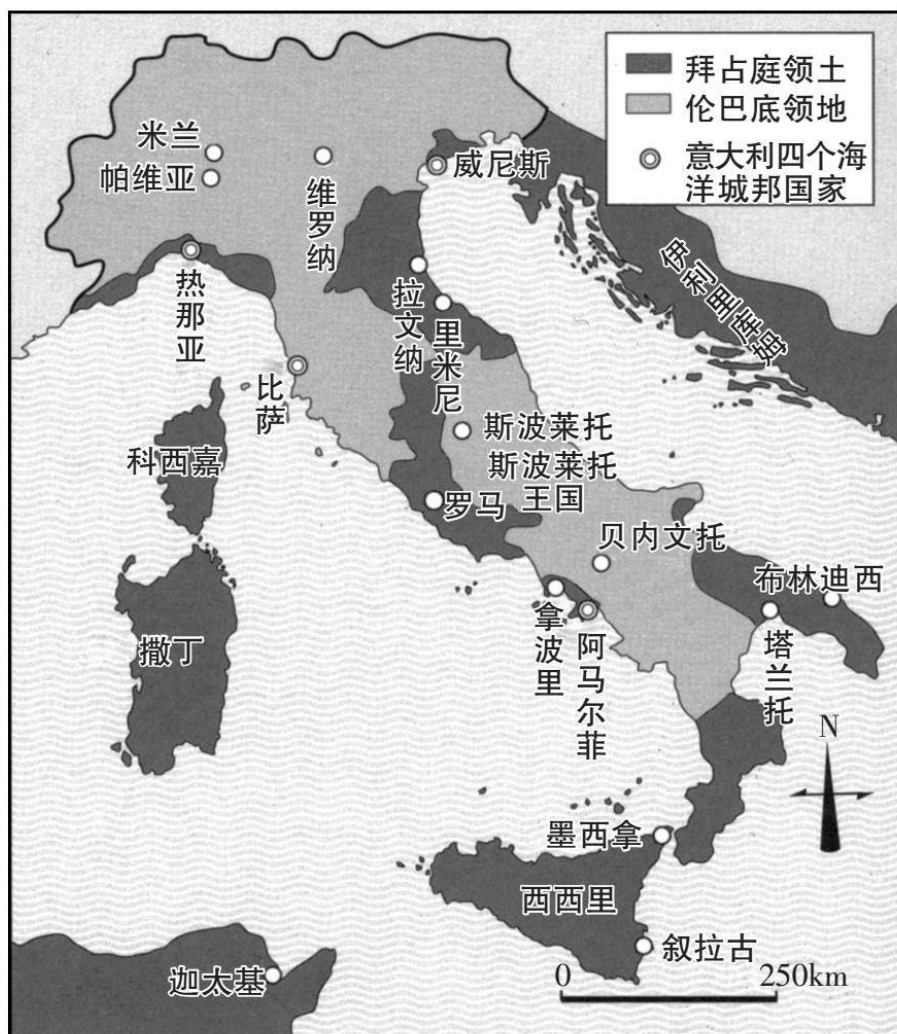 拜占庭领土
伦巴底领地
意大利四个海
洋城邦国家
米兰
帕维亚
维罗纳
威尼斯
热那亚
拉文纳
里米尼
伊利里库姆
比萨
科西嘉
斯波莱托
斯波莱托
王国
罗马
贝内文托
布林迪西
拿波里
阿马尔菲
塔兰托
撒丁
N
墨西拿
西西里
叙拉古
迦太基
0 250km